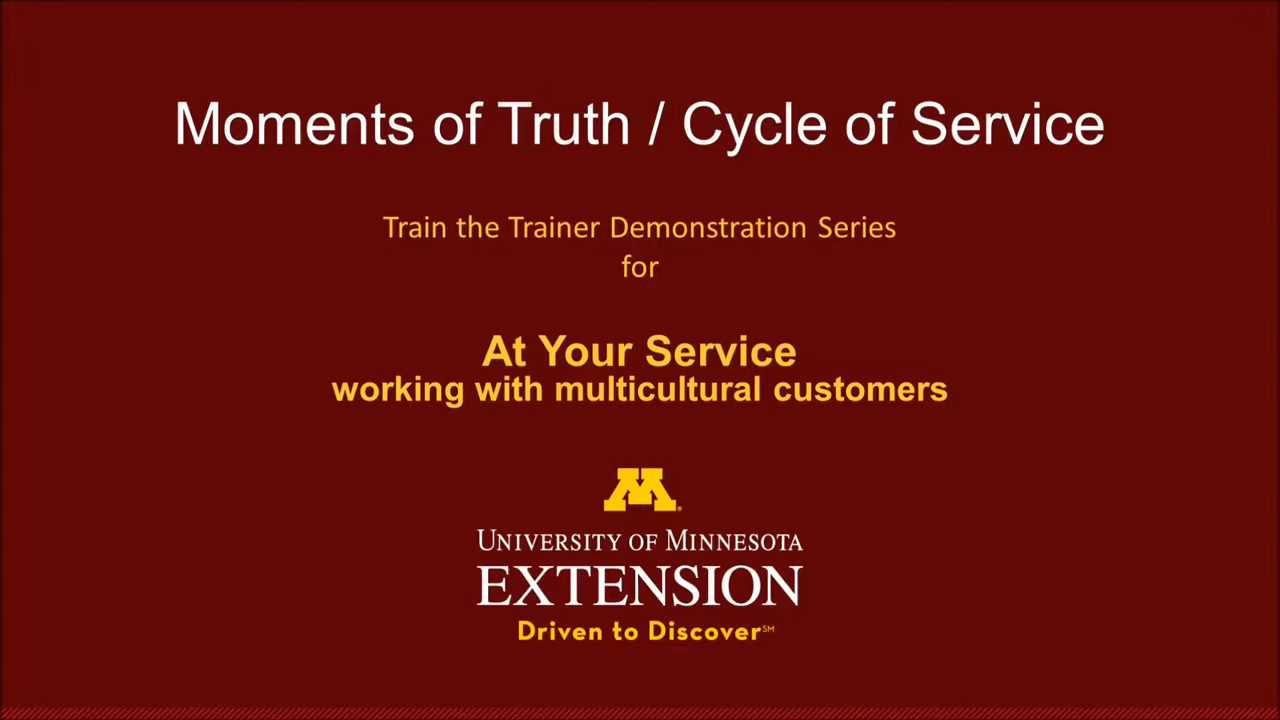 Moments of Truth / Cycle of Service
Train the Trainer Demonstration Series
for
At Your Service
working with multicultural customers
M®
UNIVERSITY OF MINNESOTA
EXTENSION
Driven to Discover℠